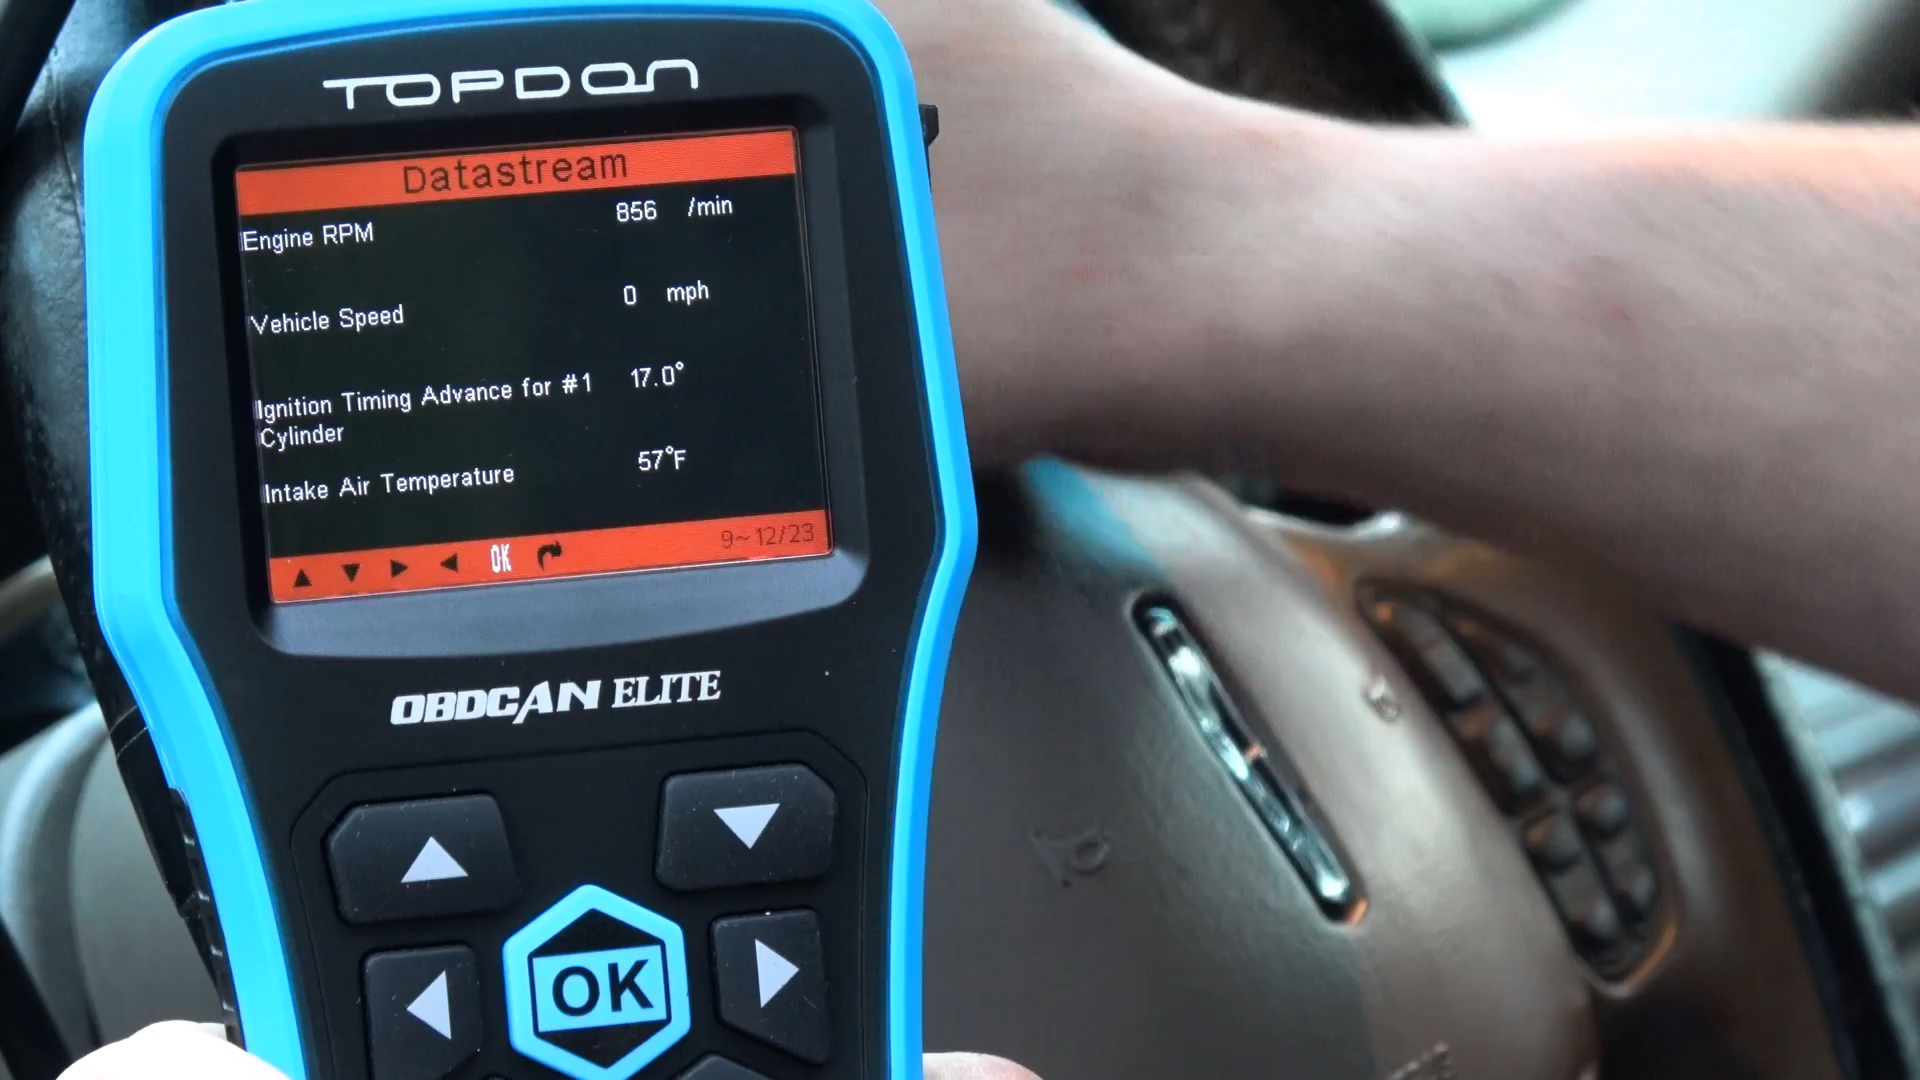 TOPDON
Datastream
Engine RPM 856 /min
Vehicle Speed 0 mph
Ignition Timing Advance for #1 17.0°
Cylinder
Intake Air Temperature 57°F
OK 9~12/23
OBDCAN ELITE
OK